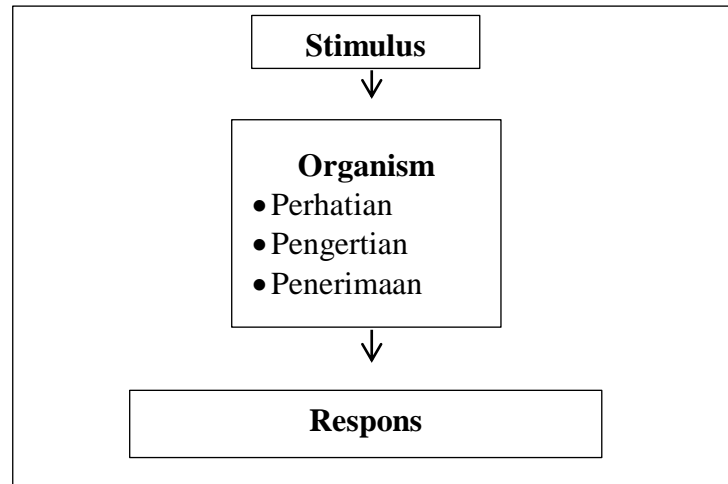 Stimulus
Organism
• Perhatian
• Pengertian
• Penerimaan
Respons